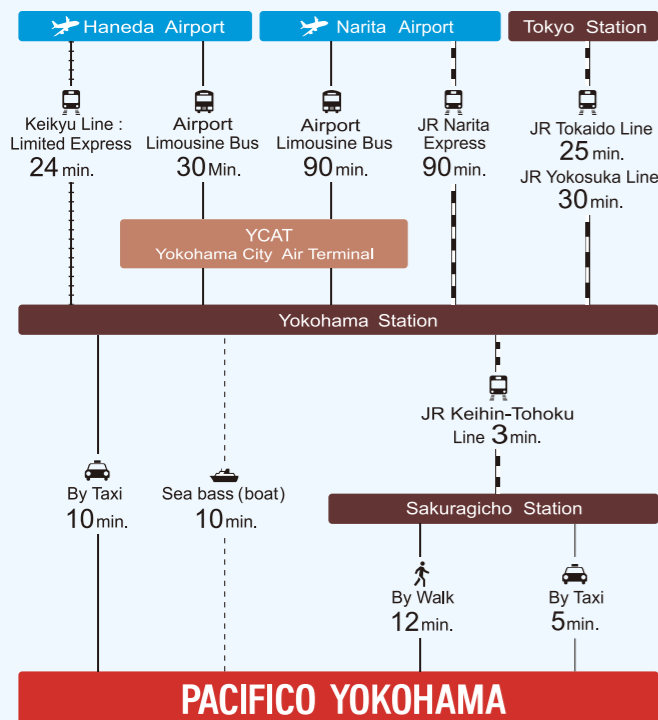 Haneda Airport
Narita Airport
Tokyo Station
Keikyu Line :
Limited Express
24 min.
Airport
Limousine Bus
30 Min.
Airport
Limousine Bus
90 min.
JR Narita
Express
90 min.
JR Tokaido Line
25 min.
JR Yokosuka Line
30 min.
YCAT
Yokohama City Air Terminal
Yokohama Station
JR Keihin-Tohoku
Line 3 min.
By Taxi
10 min.
Sea bass (boat)
10 min.
Sakuragicho Station
By Walk
12 min.
By Taxi
5 min.
PACIFICO YOKOHAMA